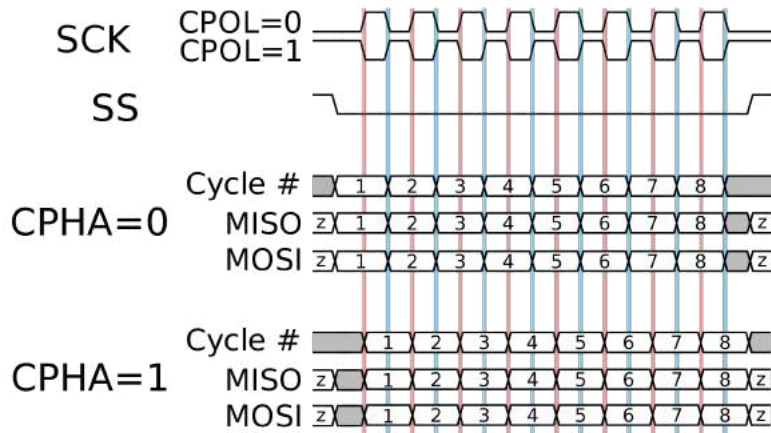 SCK CPOL=0
CPOL=1
SS
Cycle # 1 2 3 4 5 6 7 8
CPHA=0 MISO z 1 2 3 4 5 6 7 8 z
MOSI z 1 2 3 4 5 6 7 8 z
Cycle # 1 2 3 4 5 6 7 8
CPHA=1 MISO z 1 2 3 4 5 6 7 8 z
MOSI z 1 2 3 4 5 6 7 8 z